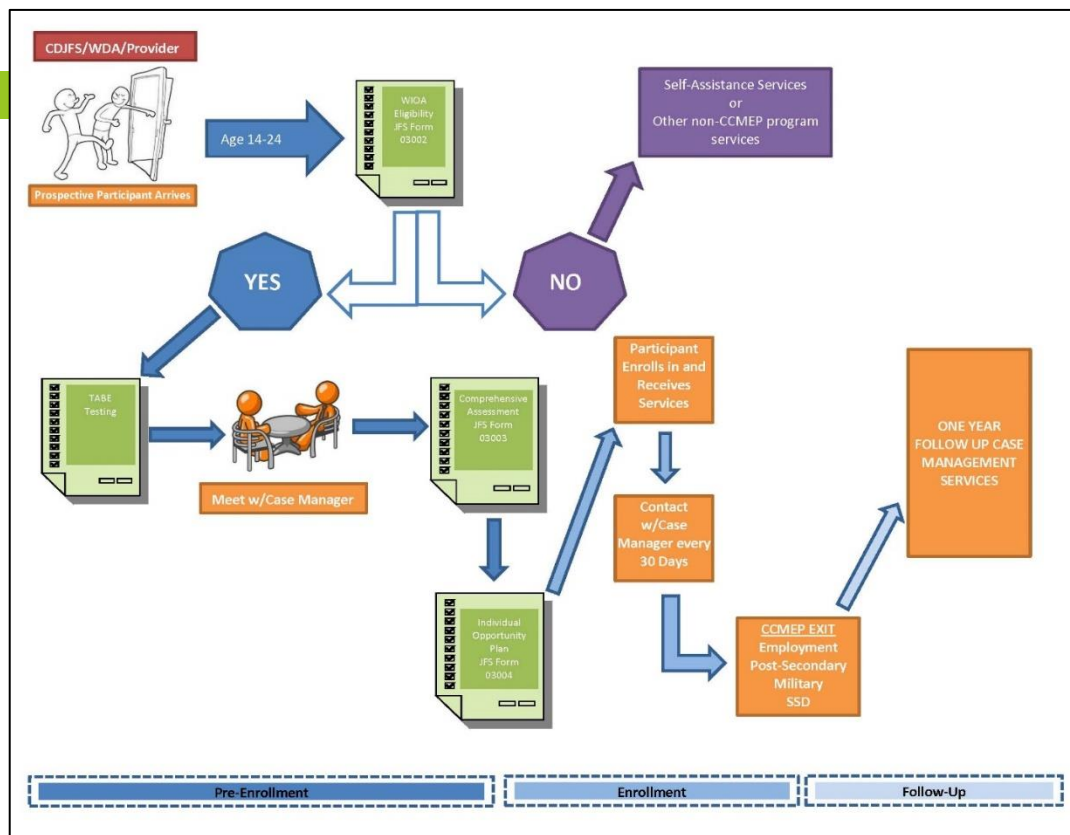 CDJFS/WDA/Provider
Prospective Participant Arrives
Age 14-24
WIOA
Eligibility
JFS Form
03002
Self-Assistance Services
or
Other non-CCMEP program
services
YES
NO
TABE
Testing
Meet w/Case Manager
Comprehensive
Assessment
JFS Form
03003
Individual
Opportunity
Plan
JFS Form
03004
Participant
Enrolls in and
Receives
Services
Contact
w/Case
Manager every
30 Days
CCMEP EXIT
Employment
Post-Secondary
Military
SSD
ONE YEAR
FOLLOW UP CASE
MANAGEMENT
SERVICES
Pre-Enrollment
Enrollment
Follow-Up